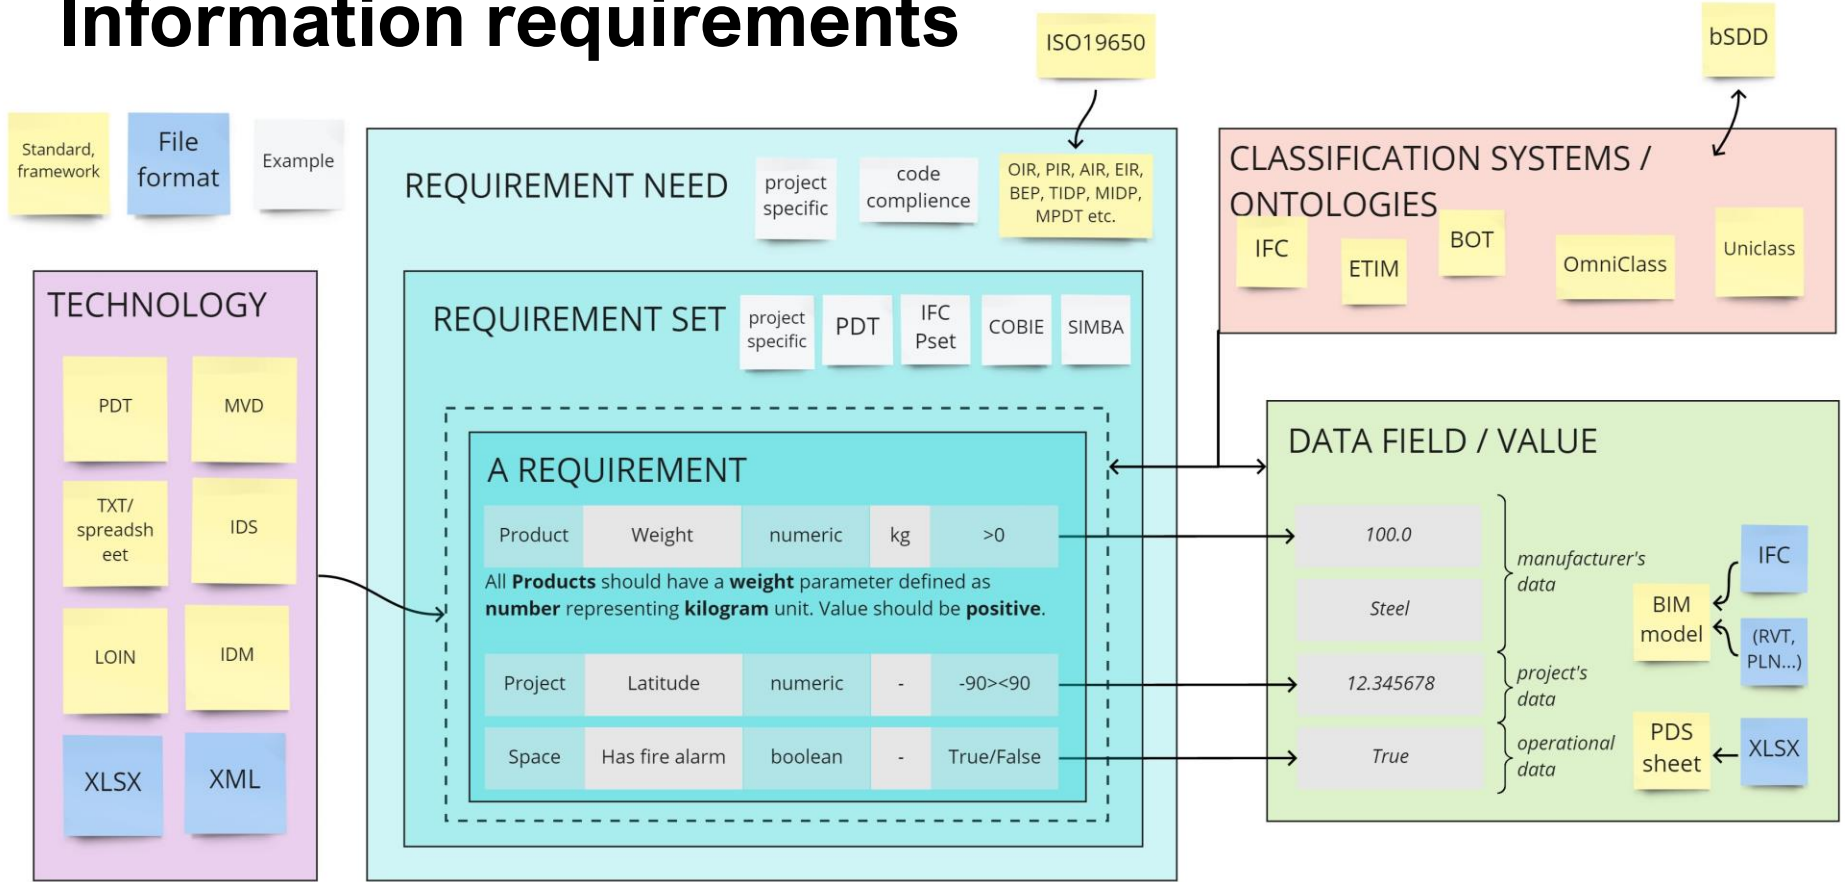 Information requirements
ISO19650
bSDD
Standard,
framework
File
format
Example
REQUIREMENT NEED
project
specific
code
complience
OIR, PIR, AIR, EIR,
BEP, TIDP, MIDP,
MPDT etc.
CLASSIFICATION SYSTEMS /
ONTOLOGIES
IFC
ETIM
BOT
OmniClass
Uniclass
TECHNOLOGY
PDT
MVD
TXT/
spreadsh
eet
IDS
LOIN
IDM
XLSX
XML
REQUIREMENT SET
project
specific
PDT
IFC
Pset
COBIE
SIMBA
A REQUIREMENT
Product Weight numeric kg >0
All Products should have a weight parameter defined as
number representing kilogram unit. Value should be positive.
Project Latitude numeric - -90><90
Space Has fire alarm boolean - True/False
DATA FIELD / VALUE
100.0
Steel
12.345678
True
manufacturer's
data
project's
data
operational
data
BIM
model
IFC
(RVT,
PLN...)
PDS
sheet
XLSX